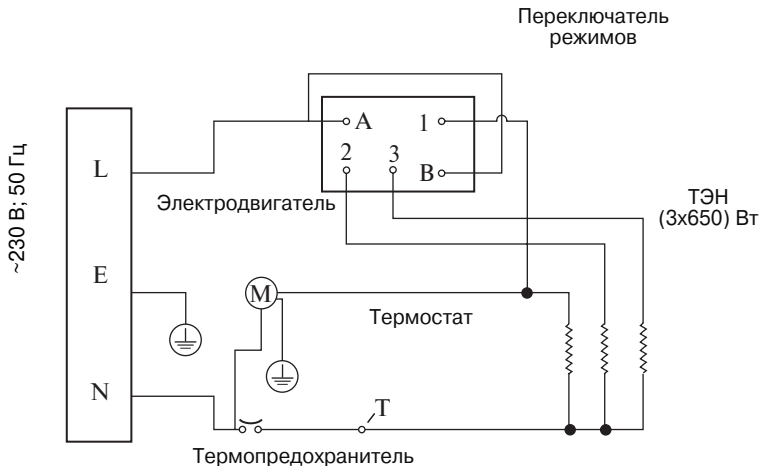 Переключатель
режимов
~230 В; 50 Гц
L
E
N
A
1
2
3
B
Электродвигатель
ТЭН
(3x650) Вт
M
Термостат
T
Термопредохранитель